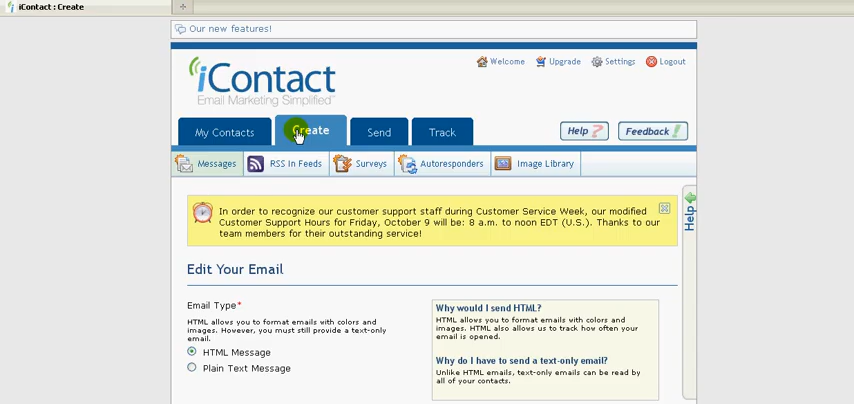 iContact : Create
Our new features!
iContact
Email Marketing Simplified™
Welcome
Upgrade
Settings
Logout
My Contacts
Create
Send
Track
Help ?
Feedback !
Messages
RSS In Feeds
Surveys
Autoresponders
Image Library
In order to recognize our customer support staff during Customer Service Week, our modified
Customer Support Hours for Friday, October 9 will be: 8 a.m. to noon EDT (U.S.). Thanks to our
team members for their outstanding service!
Help
Edit Your Email
Email Type*
HTML allows you to format emails with colors and
images. However, you must still provide a text-only
email.
HTML Message
Plain Text Message
Why would I send HTML?
HTML allows you to format emails with colors and
images. HTML also allows us to track how often your
email is opened.
Why do I have to send a text-only email?
Unlike HTML emails, text-only emails can be read by
all of your contacts.